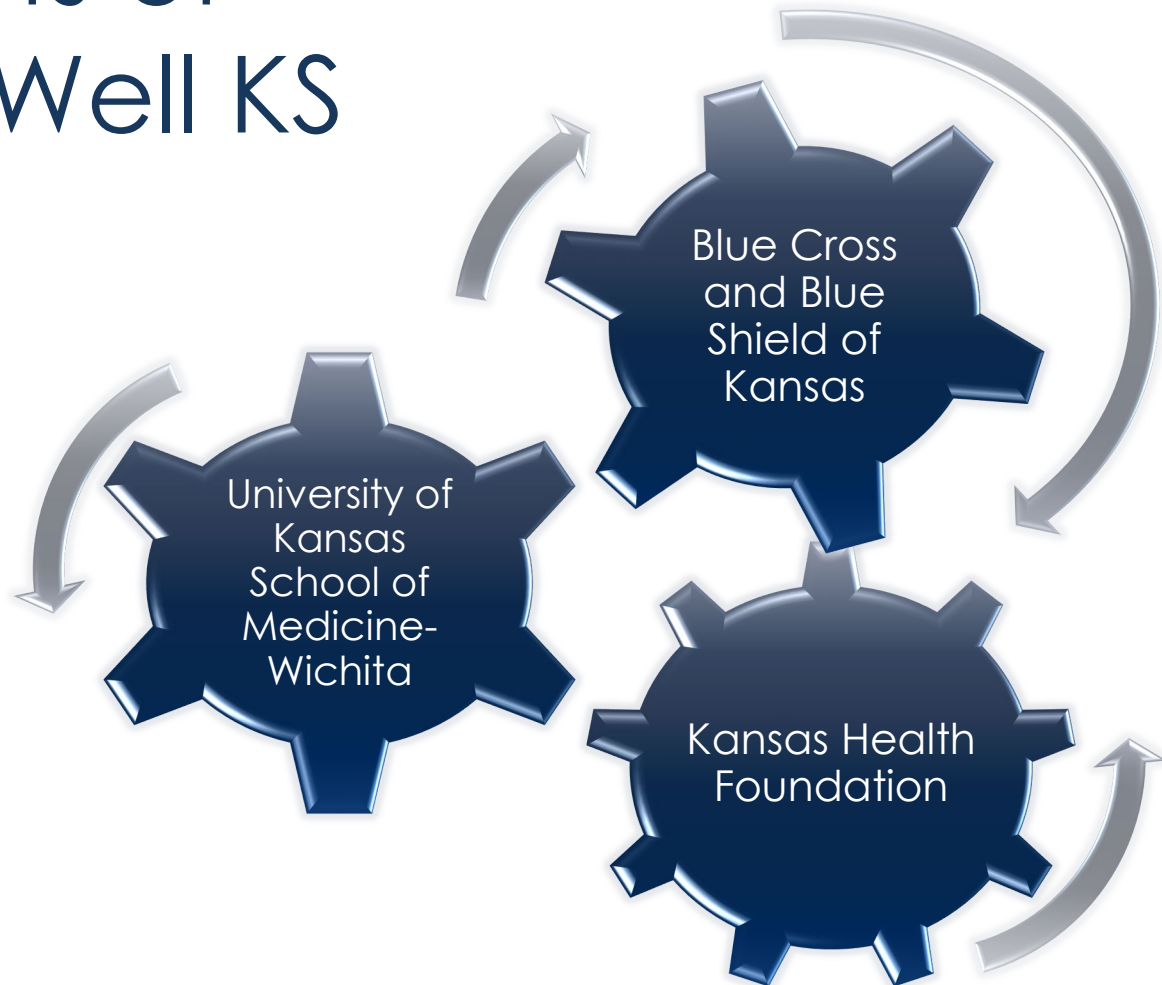 Well KS
Blue Cross
and Blue
Shield of
Kansas
University of
Kansas
School of
Medicine-
Wichita
Kansas Health
Foundation